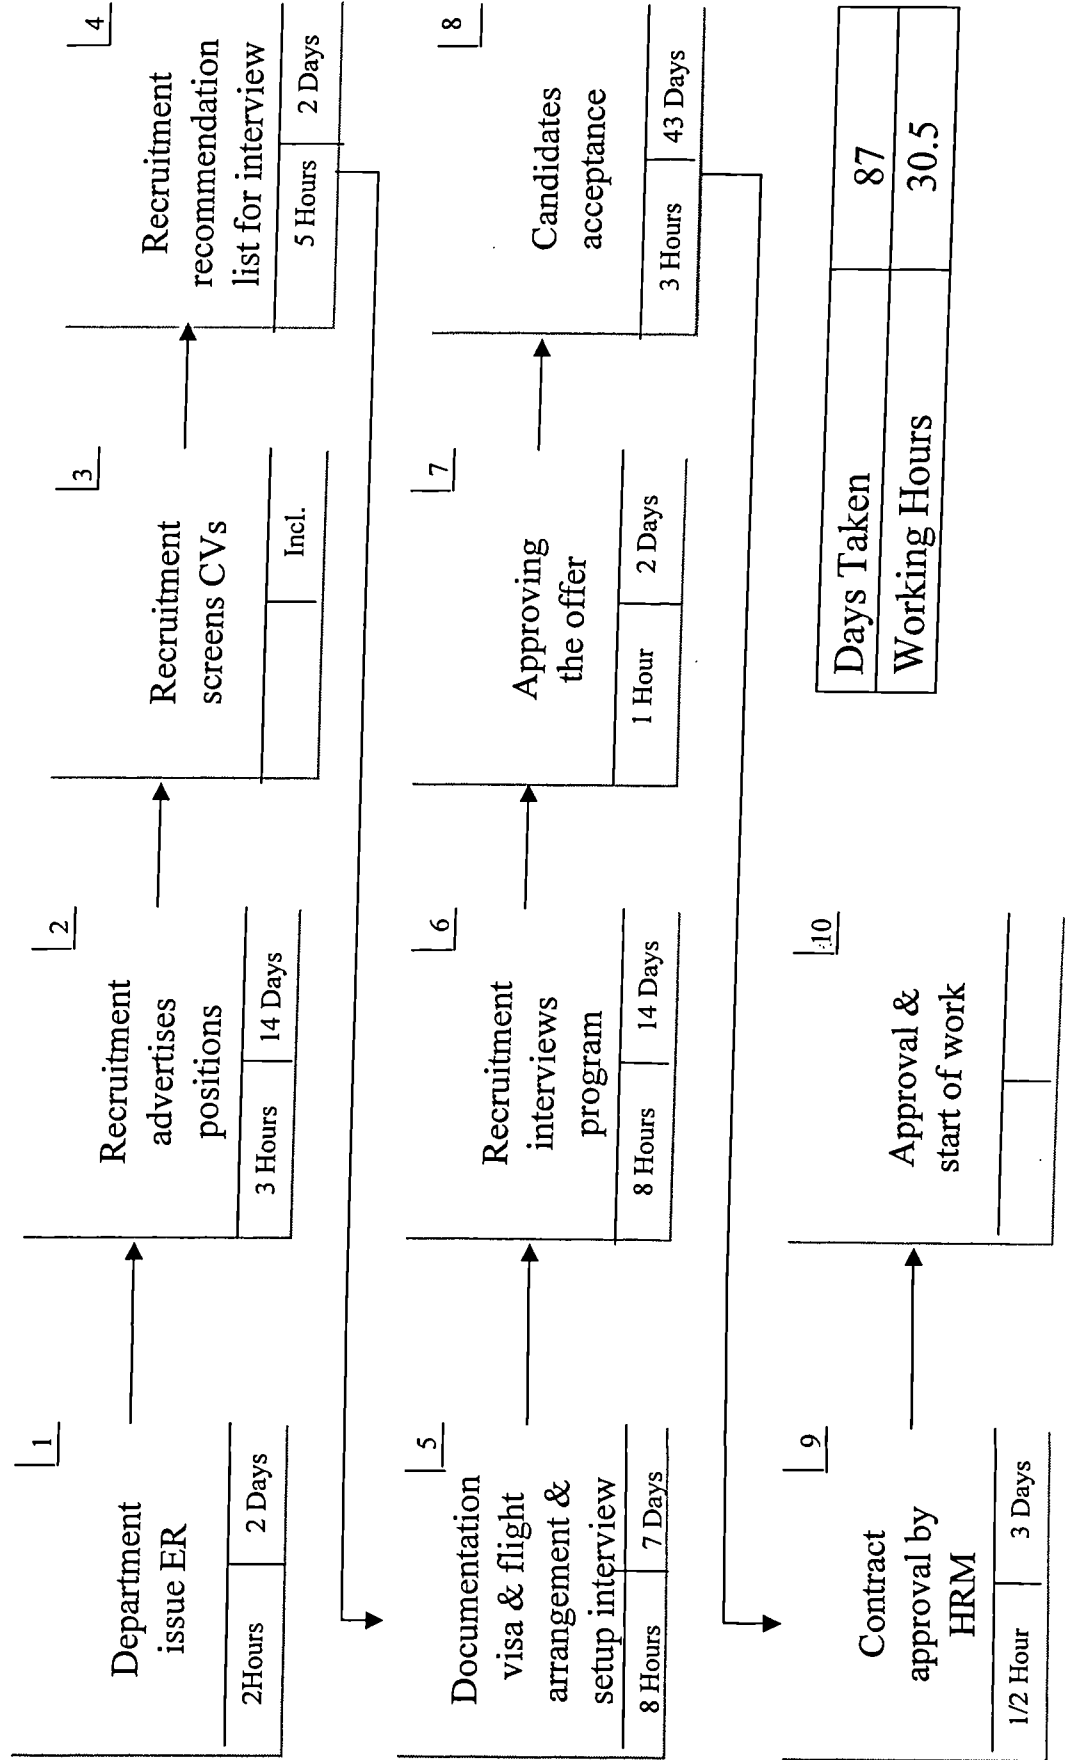 1
Department
issue ER
2Hours
2 Days
2
Recruitment
advertises
positions
3 Hours
14 Days
3
Recruitment
screens CVs
Incl.
4
Recruitment
recommendation
list for interview
5 Hours
2 Days
5
Documentation
visa & flight
arrangement &
setup interview
8 Hours
7 Days
6
Recruitment
interviews
program
8 Hours
14 Days
7
Approving
the offer
1 Hour
2 Days
8
Candidates
acceptance
3 Hours
43 Days
9
Contract
approval by
HRM
1/2 Hour
3 Days
10
Approval &
start of work
Days Taken 87
Working Hours 30.5